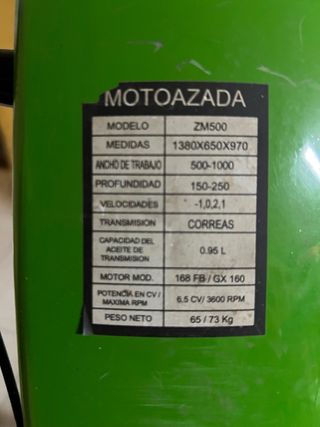 MOTOAZADA
MODELO ZM500
MEDIDAS 1380X650X970
ANCHO DE TRABAJO 500-1000
PROFUNDIDAD 150-250
VELOCIDADES -1,0,2,1
TRANSMISION CORREAS
CAPACIDAD DEL
ACEITE DE
TRANSMISION 0.95 L
MOTOR MOD. 168 FB / GX 160
POTENCIA EN CV /
MAXIMA RPM 6.5 CV/ 3600 RPM
PESO NETO 65 / 73 Kg